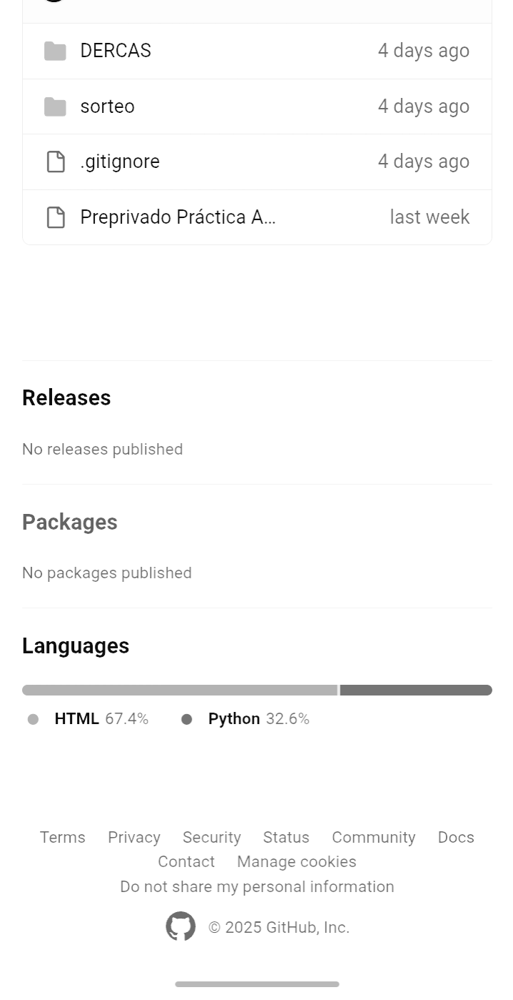 DERCAS 4 days ago
sorteo 4 days ago
.gitignore 4 days ago
Preprivado Práctica A... last week
Releases
No releases published
Packages
No packages published
Languages
HTML 67.4% Python 32.6%
Terms Privacy Security Status Community Docs
Contact Manage cookies
Do not share my personal information
© 2025 GitHub, Inc.